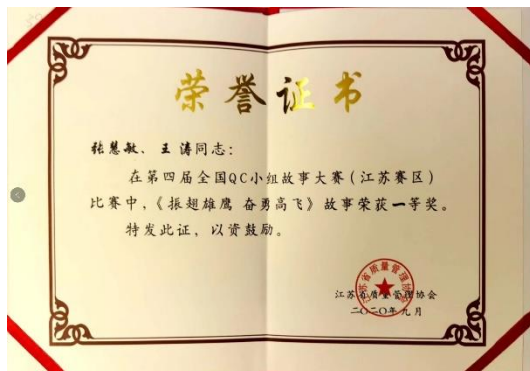 荣誉证书
张慧敏、王涛同志：
在第四届全国QC小组故事大赛（江苏赛区）
比赛中，《振翅雄鹰 奋勇高飞》故事荣获一等奖。
特发此证，以资鼓励。
江苏省质量管理协会
二〇二〇年九月